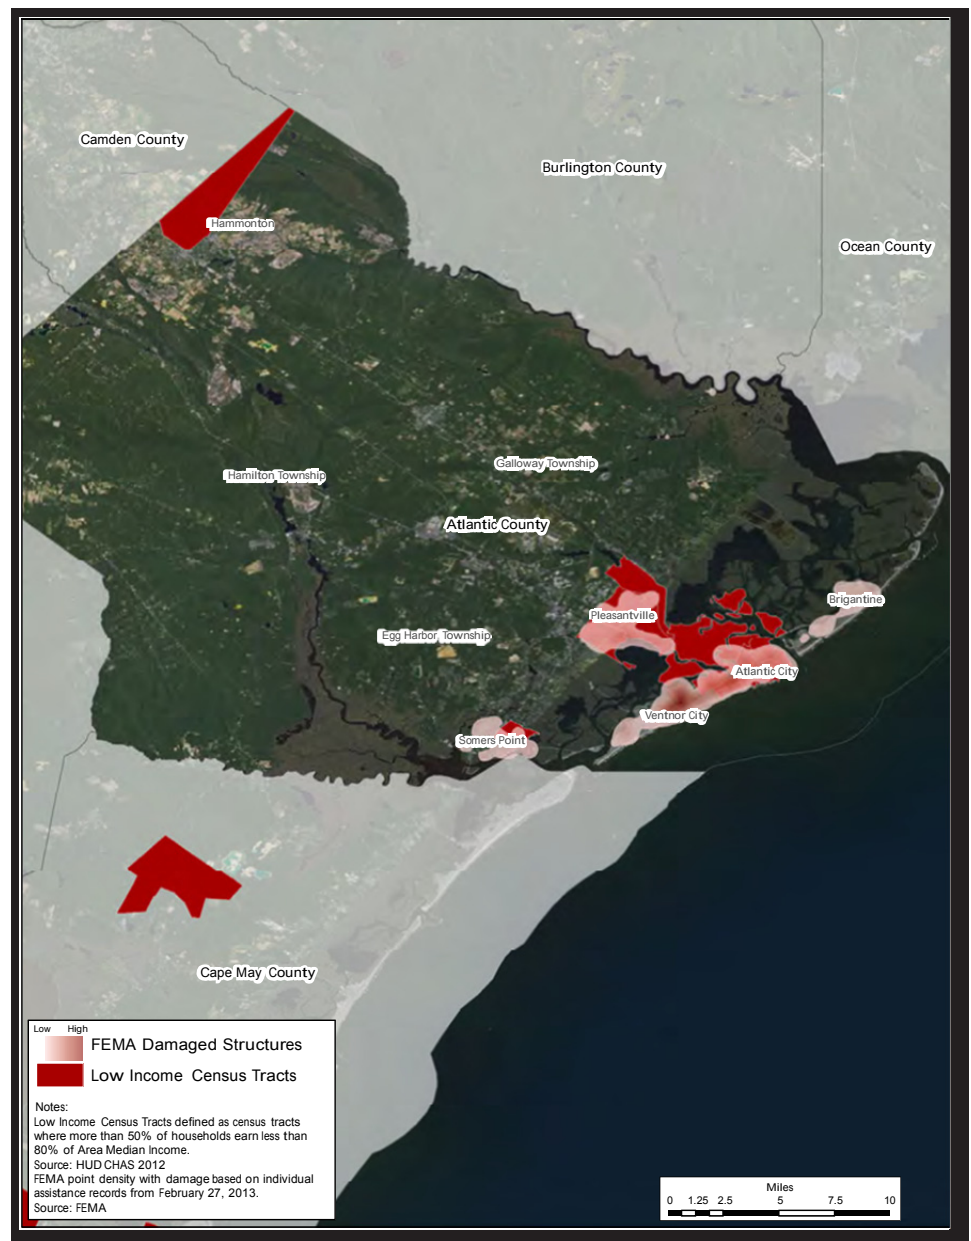 Camden County
Burlington County
Hammonton
Ocean County
Galloway Township
Hamilton Township
Atlantic County
Brigantine
Pleasantville
Egg Harbor Township
Atlantic City
Ventnor City
Somers Point
Cape May County
Low High
FEMA Damaged Structures
Low Income Census Tracts
Notes:
Low Income Census Tracts defined as census tracts
where more than 50% of households earn less than
80% of Area Median Income.
Source: HUD CHAS 2012
FEMA point density with damage based on individual
assistance records from February 27, 2013.
Source: FEMA
Miles
0 1.25 2.5 5 7.5 10